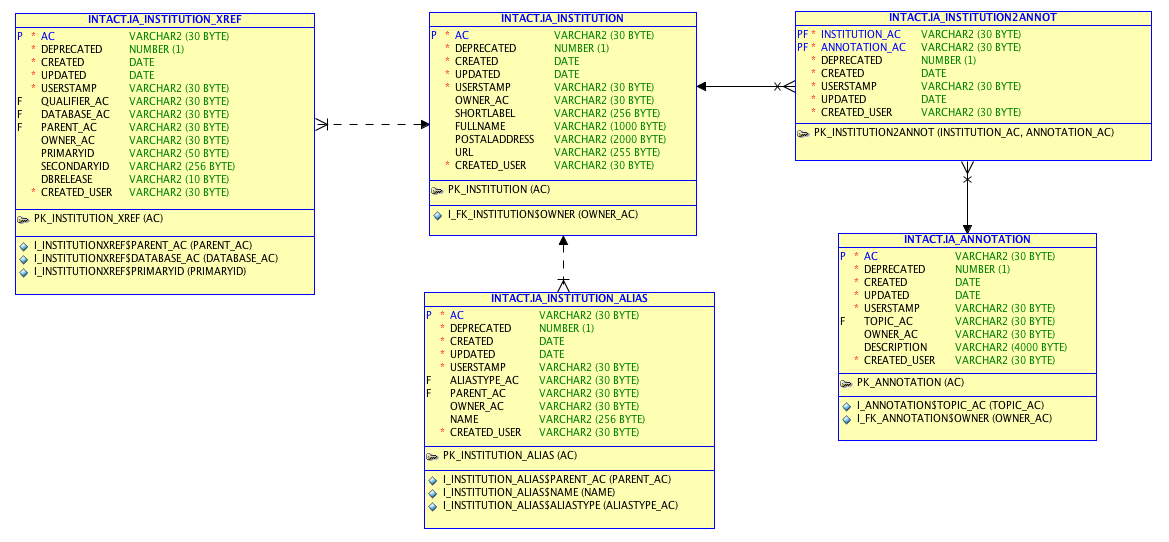 INTACT.IA_INSTITUTION_XREF
P * AC VARCHAR2 (30 BYTE)
* DEPRECATED NUMBER (1)
* CREATED DATE
* UPDATED DATE
* USERSTAMP VARCHAR2 (30 BYTE)
F QUALIFIER_AC VARCHAR2 (30 BYTE)
F DATABASE_AC VARCHAR2 (30 BYTE)
F PARENT_AC VARCHAR2 (30 BYTE)
OWNER_AC VARCHAR2 (30 BYTE)
PRIMARYID VARCHAR2 (50 BYTE)
SECONDARYID VARCHAR2 (256 BYTE)
DBRELEASE VARCHAR2 (10 BYTE)
* CREATED_USER VARCHAR2 (30 BYTE)
PK_INSTITUTION_XREF (AC)
I_INSTITUTIONXREF$PARENT_AC (PARENT_AC)
I_INSTITUTIONXREF$DATABASE_AC (DATABASE_AC)
I_INSTITUTIONXREF$PRIMARYID (PRIMARYID)
INTACT.IA_INSTITUTION
P * AC VARCHAR2 (30 BYTE)
* DEPRECATED NUMBER (1)
* CREATED DATE
* UPDATED DATE
* USERSTAMP VARCHAR2 (30 BYTE)
OWNER_AC VARCHAR2 (30 BYTE)
SHORTLABEL VARCHAR2 (256 BYTE)
FULLNAME VARCHAR2 (1000 BYTE)
POSTALADDRESS VARCHAR2 (2000 BYTE)
URL VARCHAR2 (255 BYTE)
* CREATED_USER VARCHAR2 (30 BYTE)
PK_INSTITUTION (AC)
I_FK_INSTITUTION$OWNER (OWNER_AC)
INTACT.IA_INSTITUTION2ANNOT
PF * INSTITUTION_AC VARCHAR2 (30 BYTE)
PF * ANNOTATION_AC VARCHAR2 (30 BYTE)
* DEPRECATED NUMBER (1)
* CREATED DATE
* USERSTAMP VARCHAR2 (30 BYTE)
* UPDATED DATE
* CREATED_USER VARCHAR2 (30 BYTE)
PK_INSTITUTION2ANNOT (INSTITUTION_AC, ANNOTATION_AC)
INTACT.IA_INSTITUTION_ALIAS
P * AC VARCHAR2 (30 BYTE)
* DEPRECATED NUMBER (1)
* CREATED DATE
* UPDATED DATE
* USERSTAMP VARCHAR2 (30 BYTE)
F ALIASTYPE_AC VARCHAR2 (30 BYTE)
F PARENT_AC VARCHAR2 (30 BYTE)
OWNER_AC VARCHAR2 (30 BYTE)
NAME VARCHAR2 (256 BYTE)
* CREATED_USER VARCHAR2 (30 BYTE)
PK_INSTITUTION_ALIAS (AC)
I_INSTITUTION_ALIAS$PARENT_AC (PARENT_AC)
I_INSTITUTION_ALIAS$NAME (NAME)
I_INSTITUTION_ALIAS$ALIASTYPE (ALIASTYPE_AC)
INTACT.IA_ANNOTATION
P * AC VARCHAR2 (30 BYTE)
* DEPRECATED NUMBER (1)
* CREATED DATE
* UPDATED DATE
* USERSTAMP VARCHAR2 (30 BYTE)
F TOPIC_AC VARCHAR2 (30 BYTE)
OWNER_AC VARCHAR2 (30 BYTE)
DESCRIPTION VARCHAR2 (4000 BYTE)
* CREATED_USER VARCHAR2 (30 BYTE)
PK_ANNOTATION (AC)
I_ANNOTATION$TOPIC_AC (TOPIC_AC)
I_FK_ANNOTATION$OWNER (OWNER_AC)